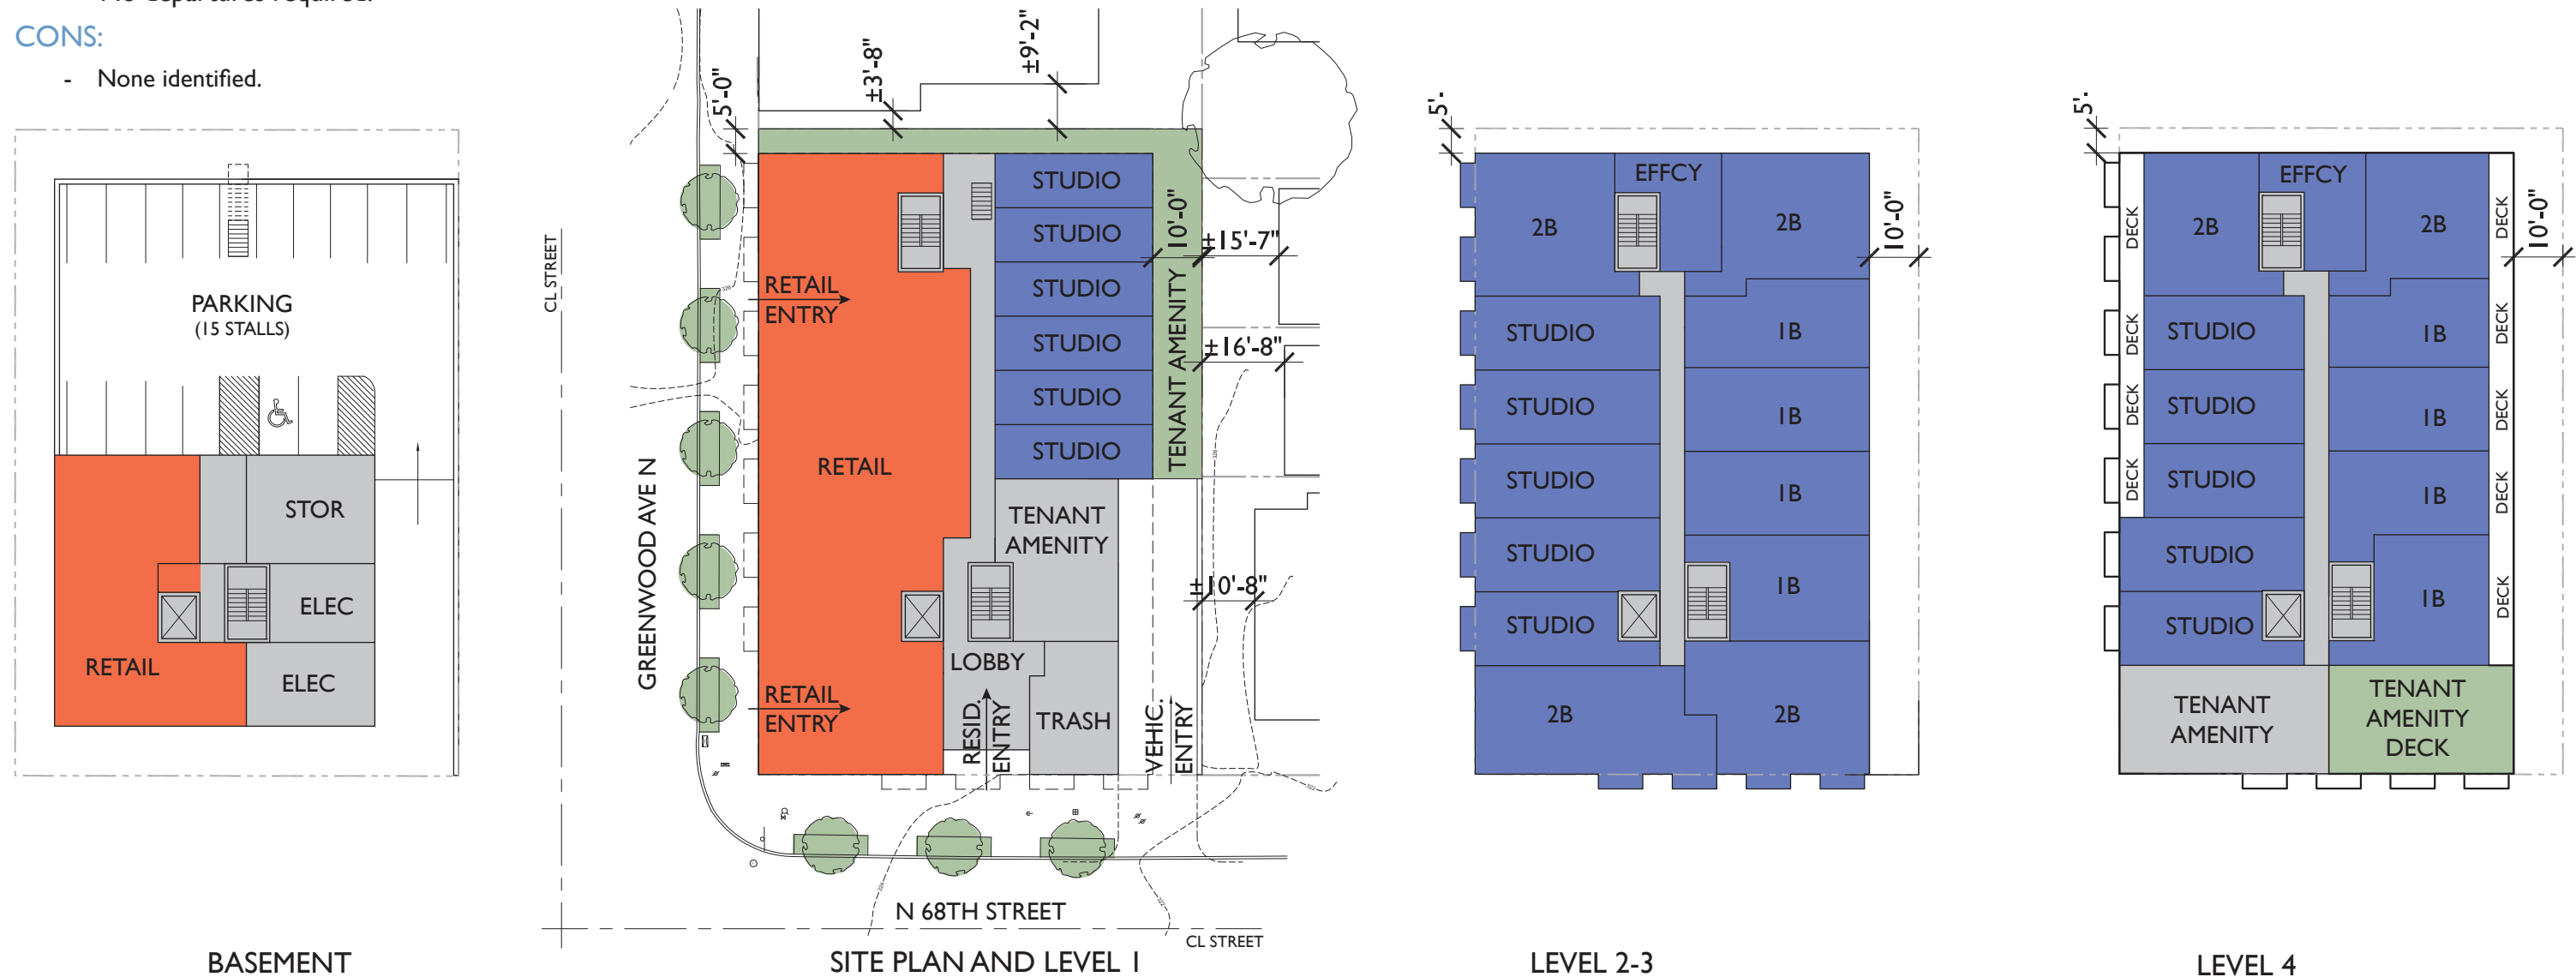 CONS:
- None identified.
PARKING
(15 STALLS)
STOR
ELEC
RETAIL
ELEC
BASEMENT
5'-0"
±3'-8"
±9'-2"
CL STREET
GREENWOOD AVE N
RETAIL
ENTRY
RETAIL
RETAIL
ENTRY
STUDIO
STUDIO
STUDIO
STUDIO
STUDIO
STUDIO
10'-0"
TENANT AMENITY
±15'-7"
±16'-8"
±10'-8"
TENANT
AMENITY
LOBBY
RESID.
ENTRY
TRASH
VEHIC.
ENTRY
N 68TH STREET
CL STREET
SITE PLAN AND LEVEL 1
5'-
EFFCY
2B
2B
10'-0"
STUDIO
1B
STUDIO
1B
STUDIO
1B
STUDIO
1B
STUDIO
2B
2B
LEVEL 2-3
5'-
EFFCY
DECK
2B
2B
DECK
10'-0"
DECK
STUDIO
1B
DECK
DECK
STUDIO
1B
DECK
DECK
STUDIO
1B
DECK
STUDIO
1B
DECK
STUDIO
TENANT
AMENITY
TENANT
AMENITY
DECK
LEVEL 4